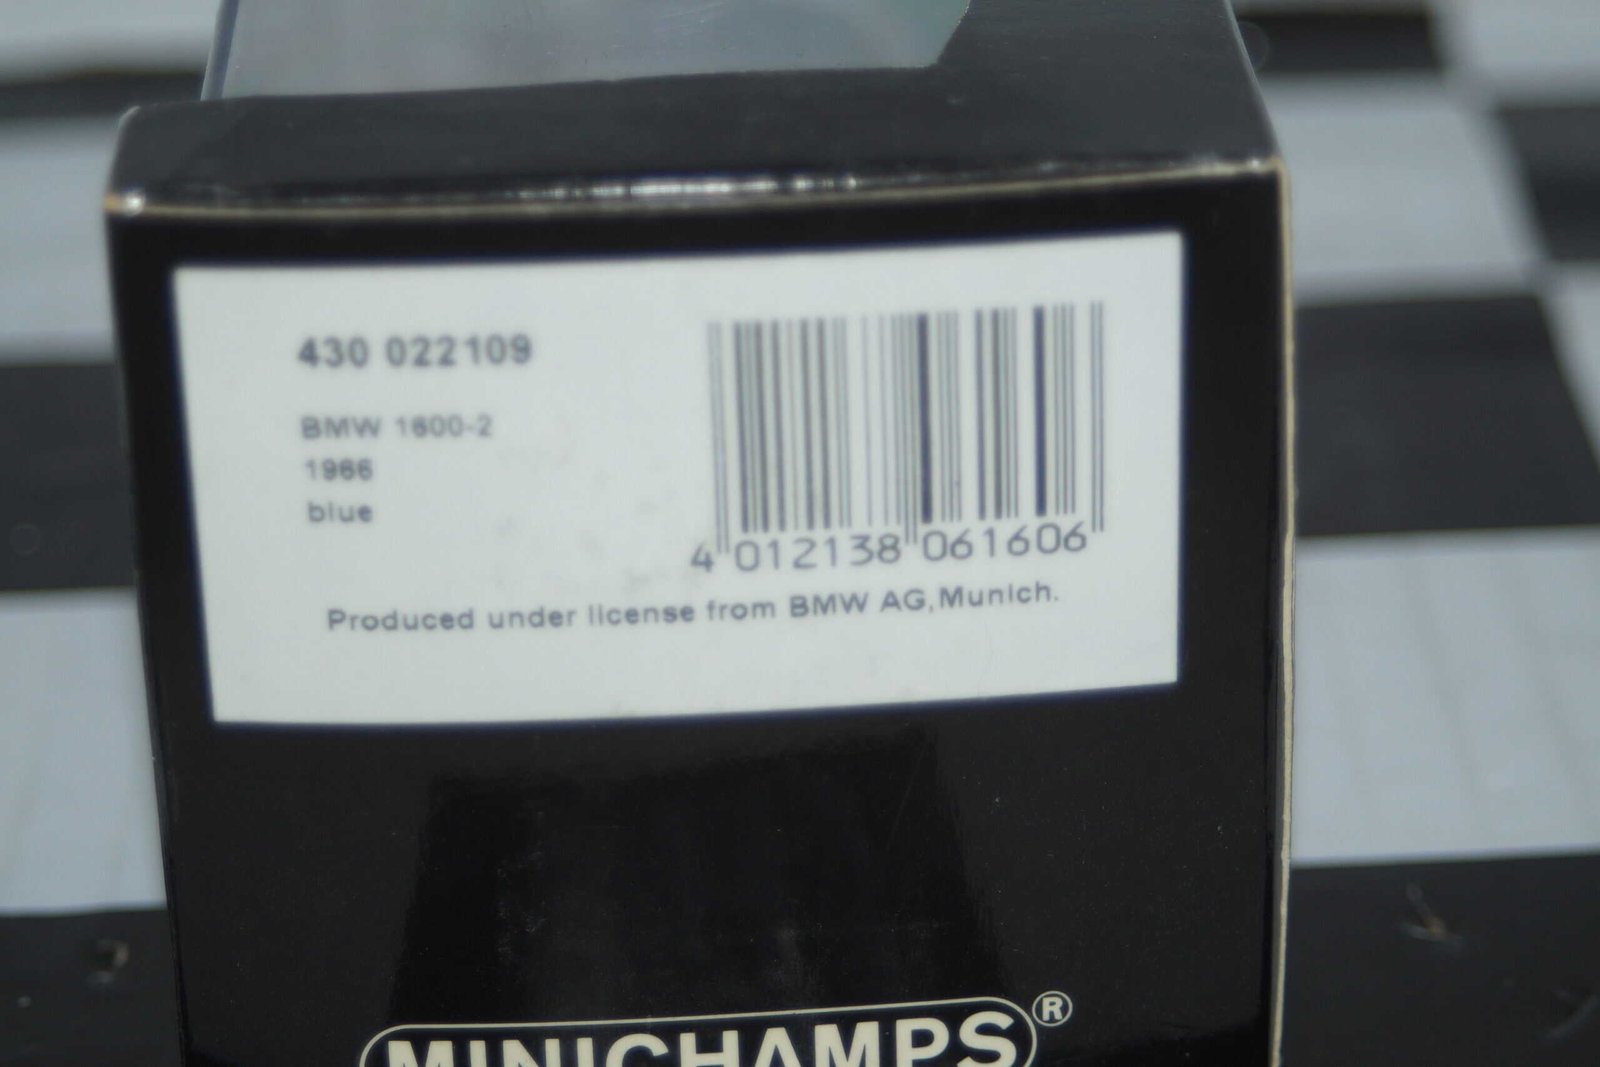 430 022109
BMW 1600-2
1966
blue
4 012138 061606
Produced under license from BMW AG, Munich.
MINICHAMPS®